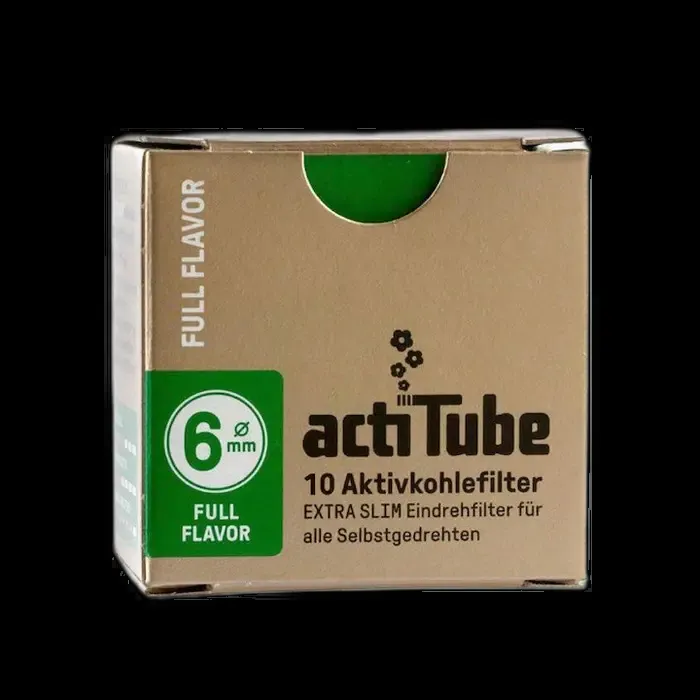 FULL FLAVOR
actiTube
10 Aktivkohlefilter
EXTRA SLIM Eindrehfilter für
alle Selbstgedrehten
6 Ø mm
FULL
FLAVOR